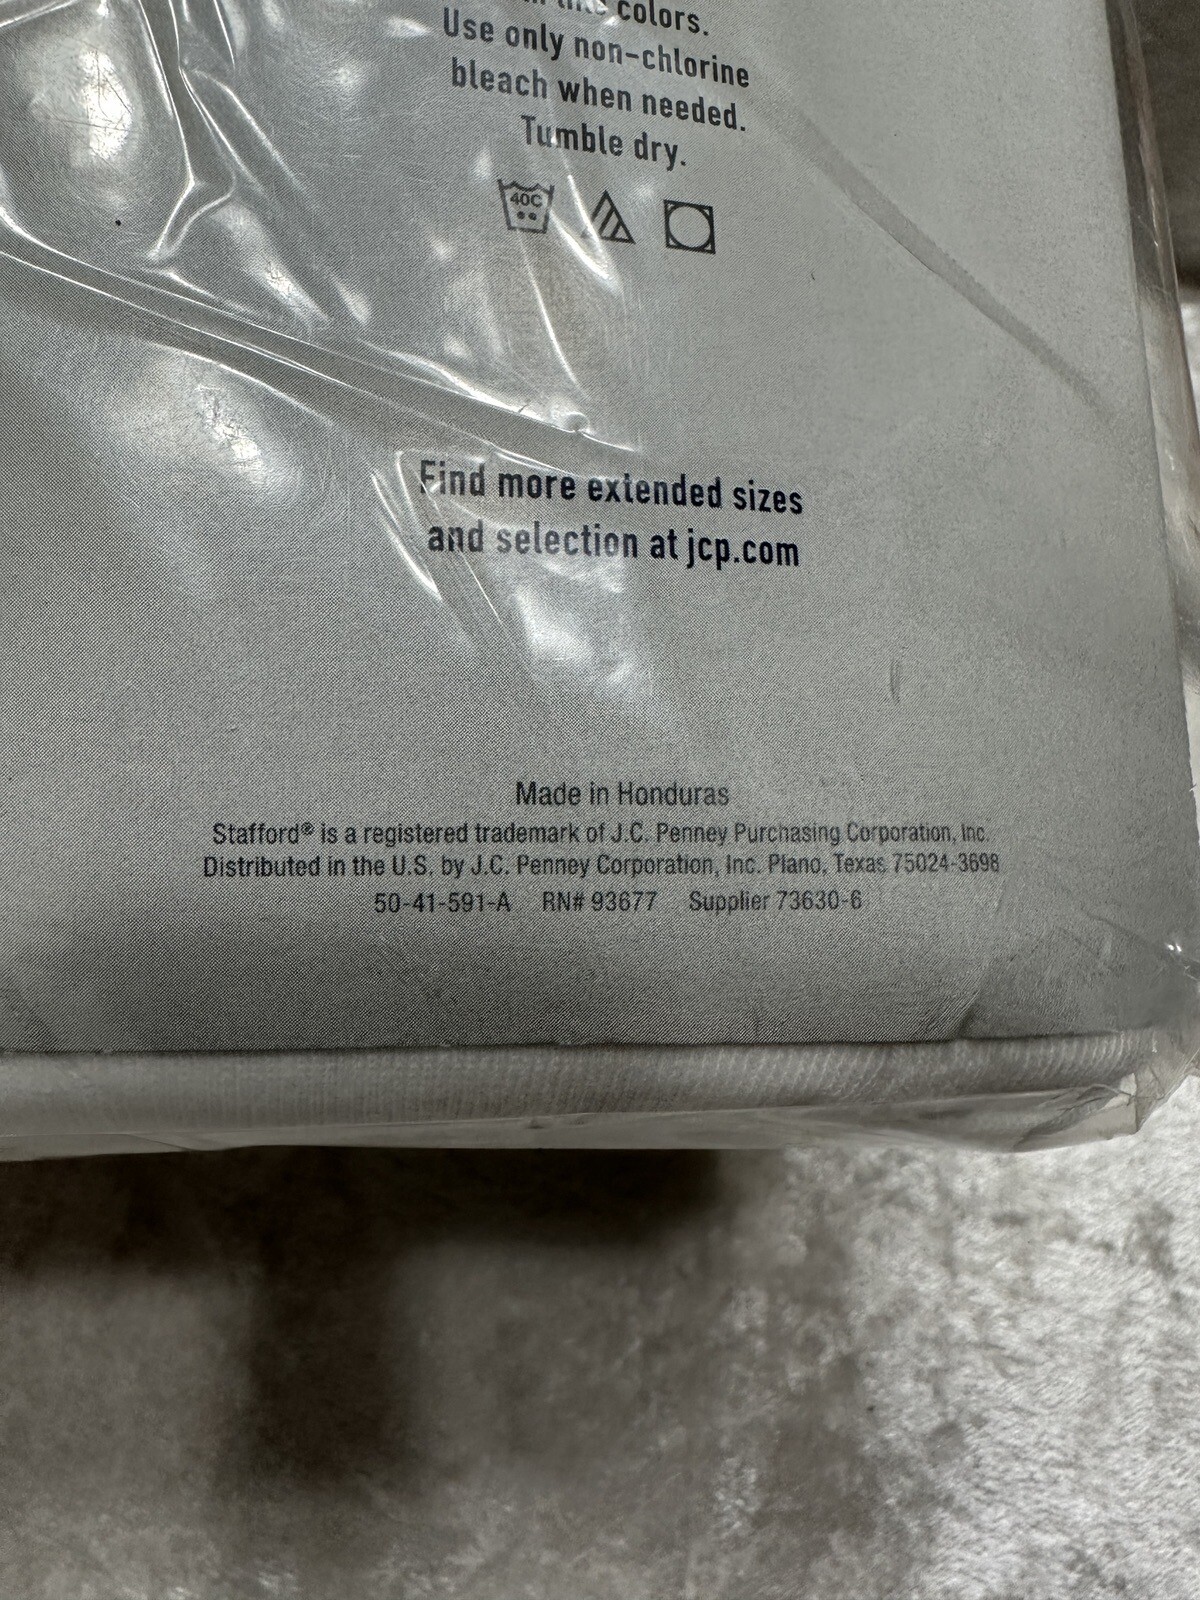 colors.
Use only non-chlorine
bleach when needed.
Tumble dry.
40C
Find more extended sizes
and selection at jcp.com
Made in Honduras
Stafford® is a registered trademark of J.C. Penney Purchasing Corporation, Inc.
Distributed in the U.S. by J.C. Penney Corporation, Inc. Plano, Texas 75024-3698
50-41-591-A RN# 93677 Supplier 73630-6